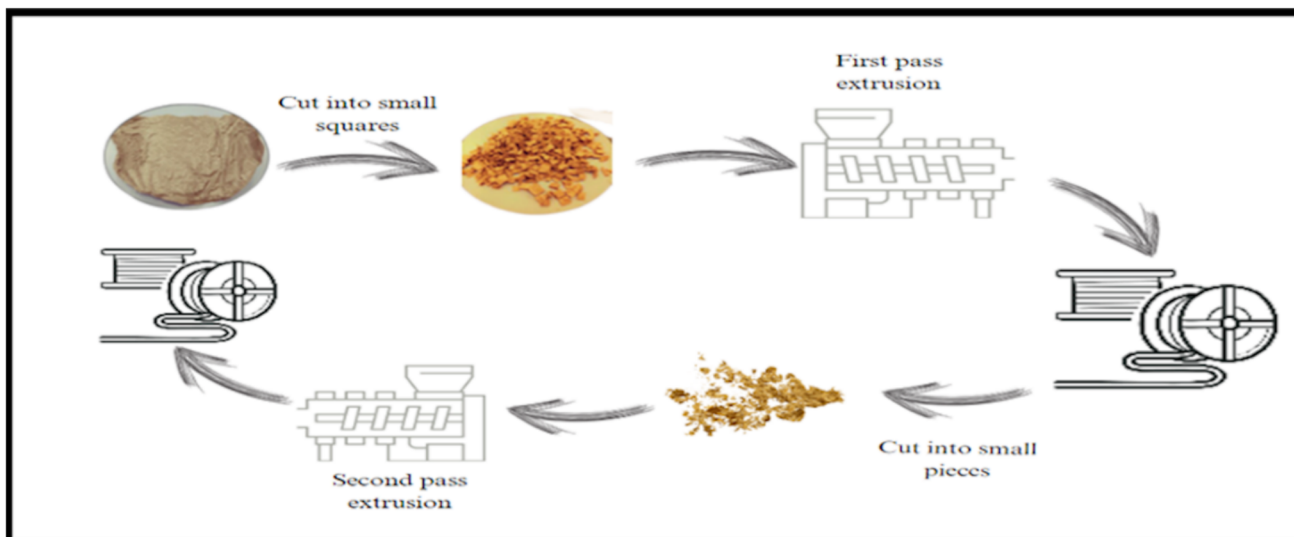 First pass
extrusion
Cut into small
squares
Cut into small
pieces
Second pass
extrusion